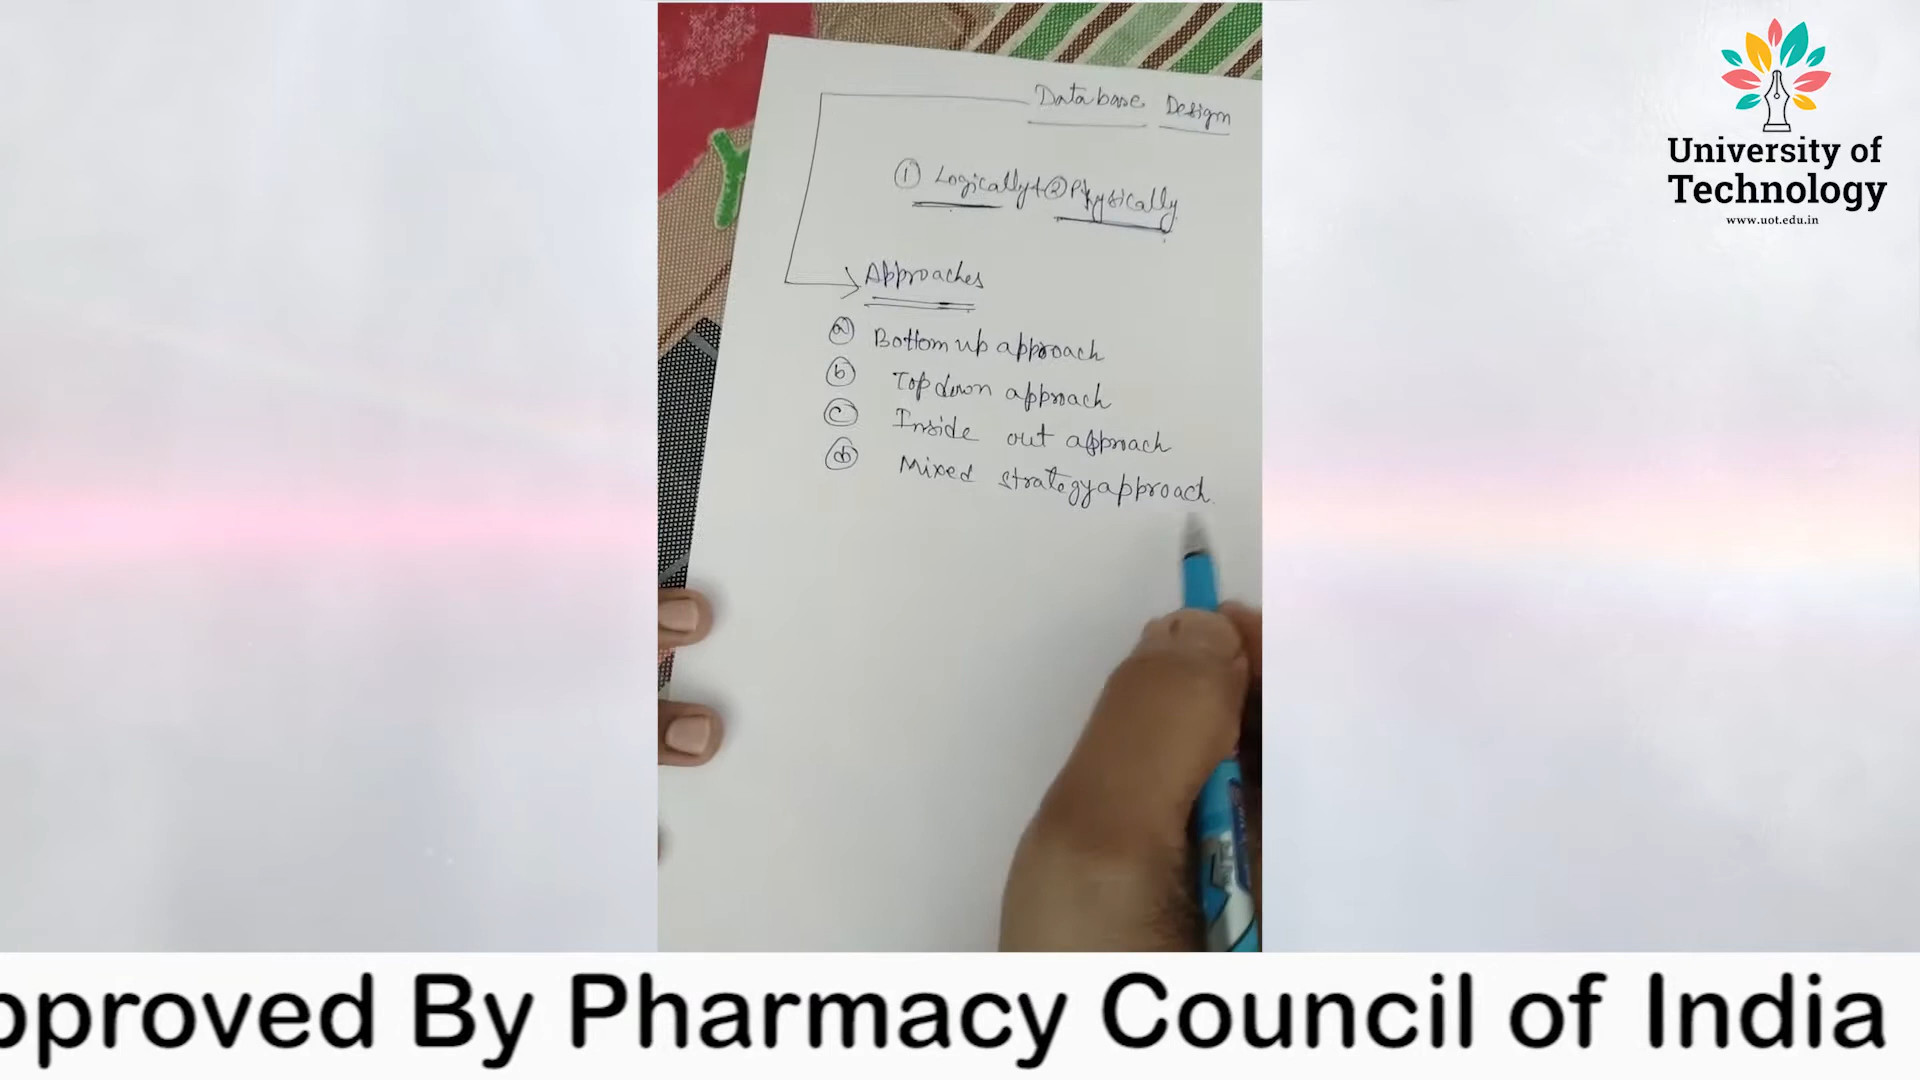 Database Design
① Logically + ② Physically
Approaches
ⓐ Bottom up approach
ⓑ Top down approach
ⓒ Inside out approach
ⓓ Mixed strategy approach.
University of
Technology
www.uot.edu.in
pproved By Pharmacy Council of India